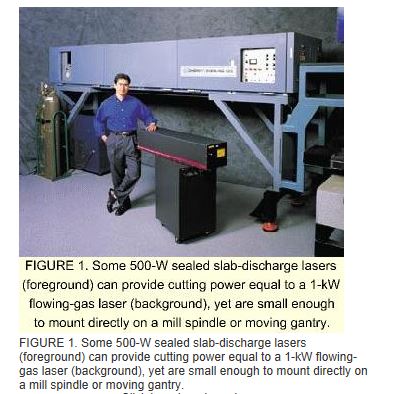 FIGURE 1. Some 500-W sealed slab-discharge lasers
(foreground) can provide cutting power equal to a 1-kW
flowing-gas laser (background), yet are small enough
to mount directly on a mill spindle or moving gantry.
FIGURE 1. Some 500-W sealed slab-discharge lasers
(foreground) can provide cutting power equal to a 1-kW flowing-
gas laser (background), yet are small enough to mount directly on
a mill spindle or moving gantry.